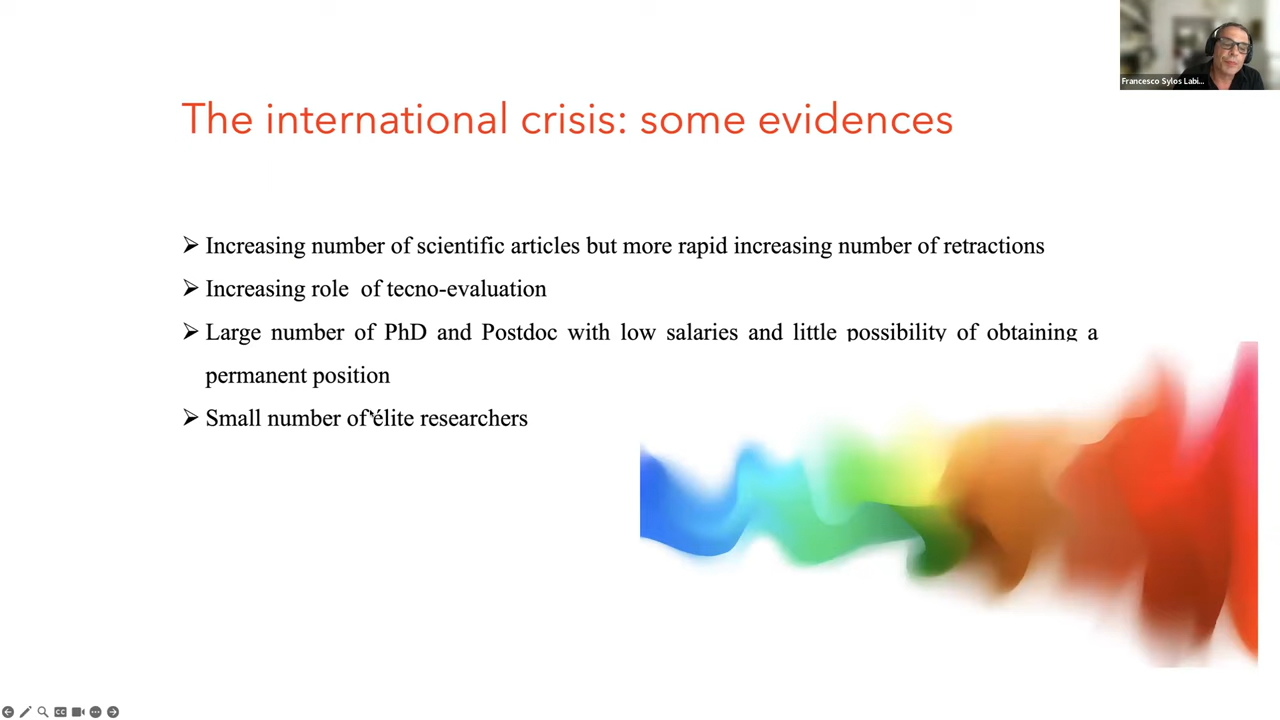 Francesco Sylos Labi...
The international crisis: some evidences
➢ Increasing number of scientific articles but more rapid increasing number of retractions
➢ Increasing role of tecno-evaluation
➢ Large number of PhD and Postdoc with low salaries and little possibility of obtaining a
permanent position
➢ Small number of élite researchers
CC